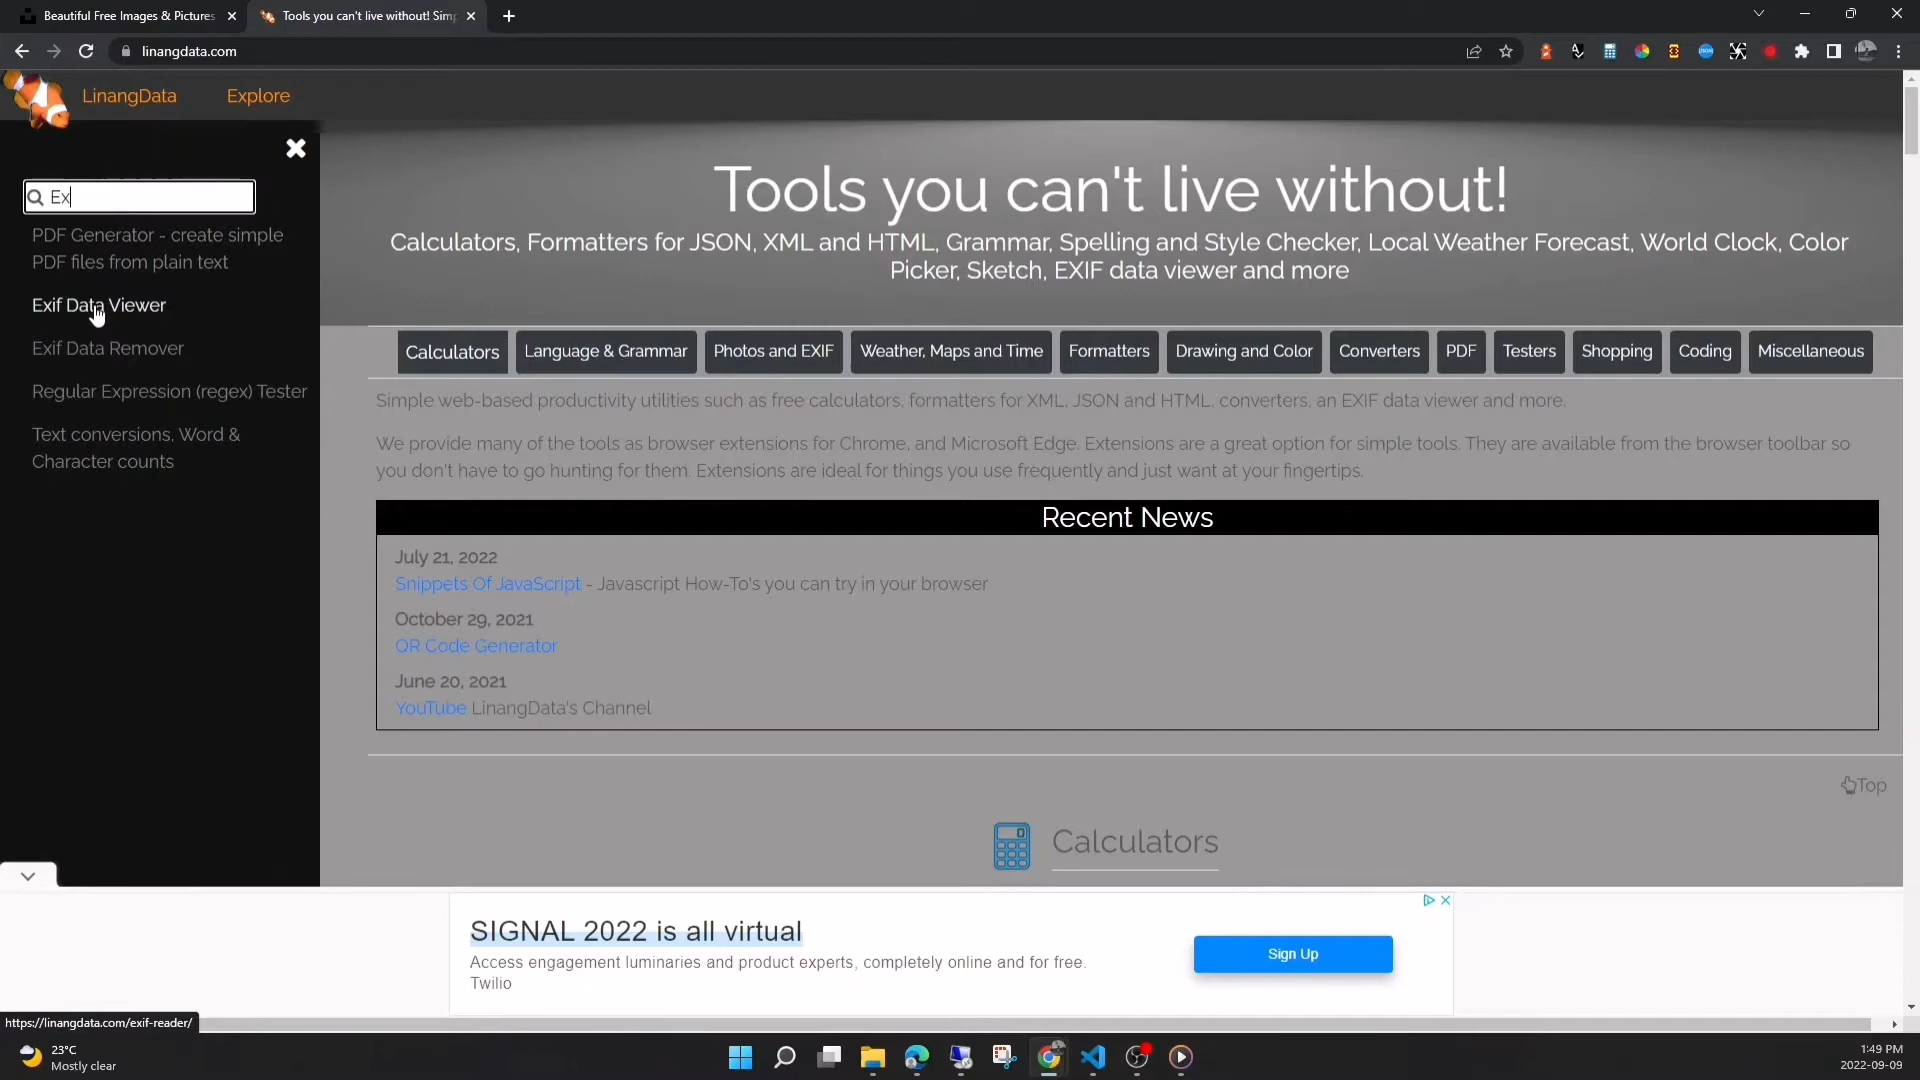 Beautiful Free Images & Pictures
Tools you can't live without! Sim
linangdata.com
LinangData
Explore
Ex
PDF Generator - create simple
PDF files from plain text
Exif Data Viewer
Exif Data Remover
Regular Expression (regex) Tester
Text conversions, Word &
Character counts
Tools you can't live without!
Calculators, Formatters for JSON, XML and HTML, Grammar, Spelling and Style Checker, Local Weather Forecast, World Clock, Color
Picker, Sketch, EXIF data viewer and more
Calculators
Language & Grammar
Photos and EXIF
Weather, Maps and Time
Formatters
Drawing and Color
Converters
PDF
Testers
Shopping
Coding
Miscellaneous
Simple web-based productivity utilities such as free calculators, formatters for XML, JSON and HTML, converters, an EXIF data viewer and more.
We provide many of the tools as browser extensions for Chrome, and Microsoft Edge. Extensions are a great option for simple tools. They are available from the browser toolbar so
you don't have to go hunting for them. Extensions are ideal for things you use frequently and just want at your fingertips.
Recent News
July 21, 2022
Snippets Of JavaScript - Javascript How-To's you can try in your browser
October 29, 2021
QR Code Generator
June 20, 2021
YouTube LinangData's Channel
Top
Calculators
SIGNAL 2022 is all virtual
Access engagement luminaries and product experts, completely online and for free.
Twilio
Sign Up
https://linangdata.com/exif-reader/
23°C
Mostly clear
1:49 PM
2022-09-09